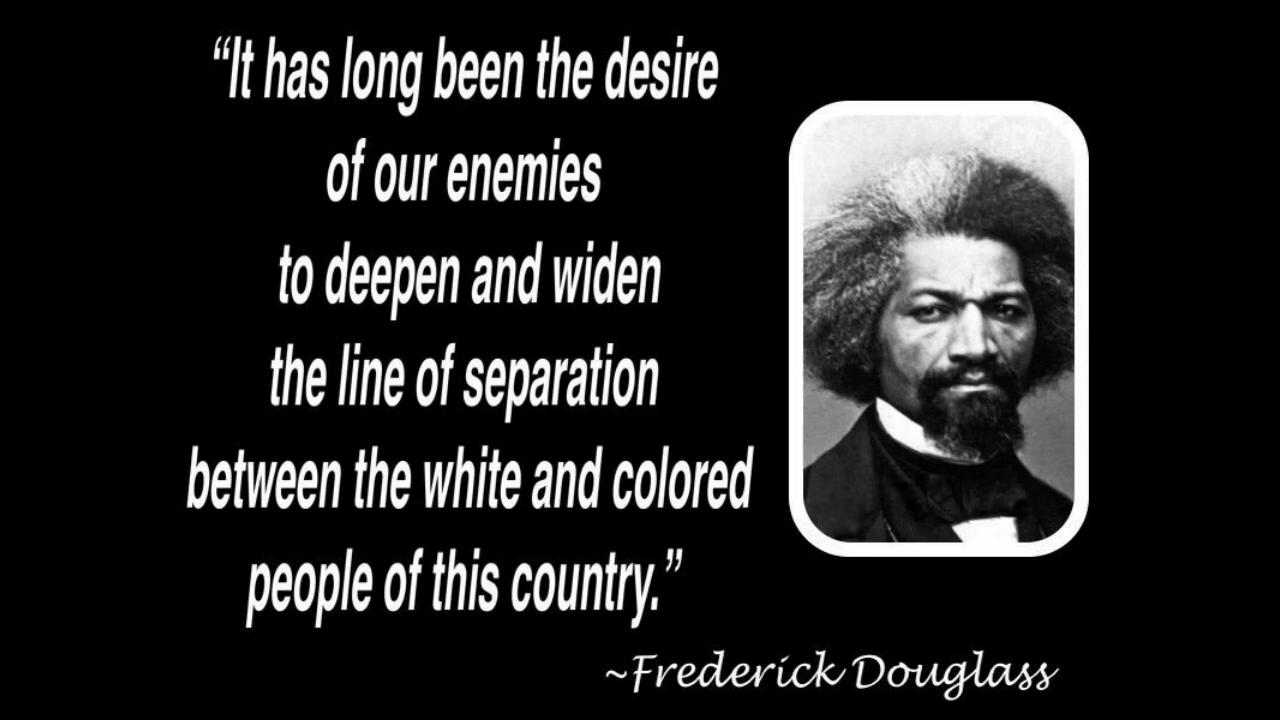 “It has long been the desire
of our enemies
to deepen and widen
the line of separation
between the white and colored
people of this country.”
~Frederick Douglass